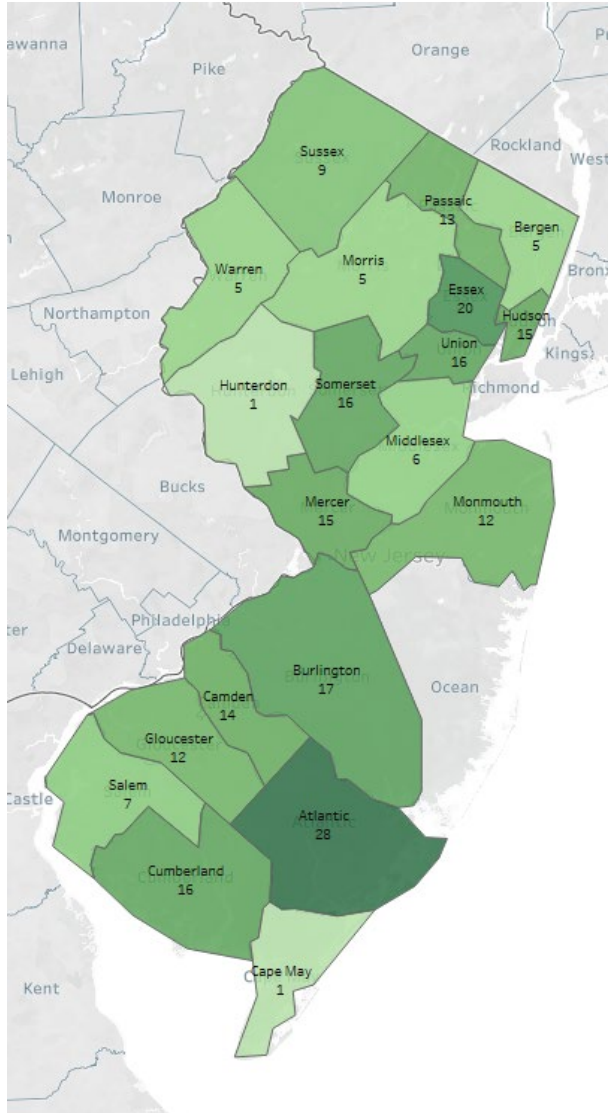 awanna
Orange
Pike
Rockland
Sussex
9
West
Monroe
Passaic
13
Bergen
5
Warren
5
Morris
5
Essex
20
Bronx
Hudson
15
Northampton
Union
16
Kings
Lehigh
Hunterdon
1
Somerset
16
Richmond
Middlesex
6
Bucks
Mercer
15
Monmouth
12
Montgomery
New Jersey
Philadelphia
ter
Delaware
Burlington
17
Ocean
Camden
14
Gloucester
12
Salem
7
Castle
Atlantic
28
Cumberland
16
Cape May
1
Kent